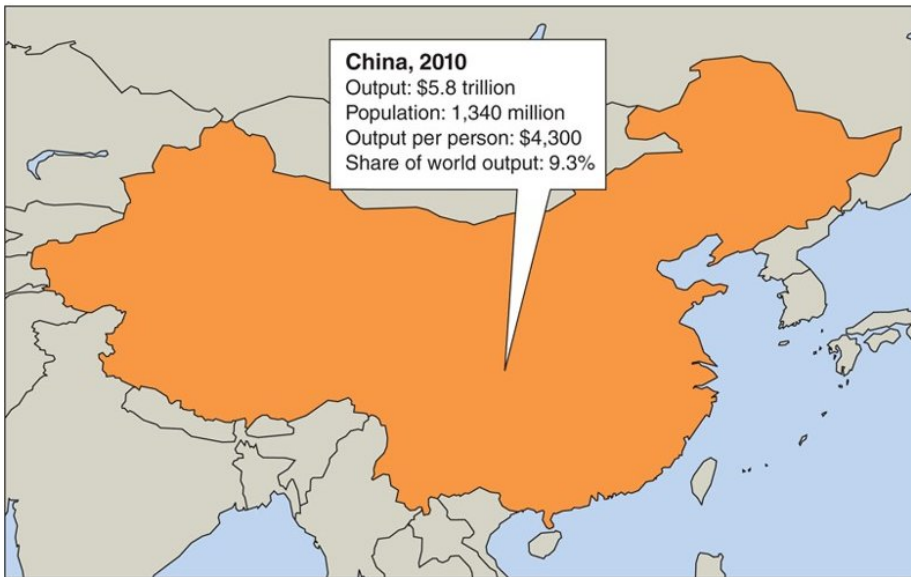 China, 2010
Output: $5.8 trillion
Population: 1,340 million
Output per person: $4,300
Share of world output: 9.3%